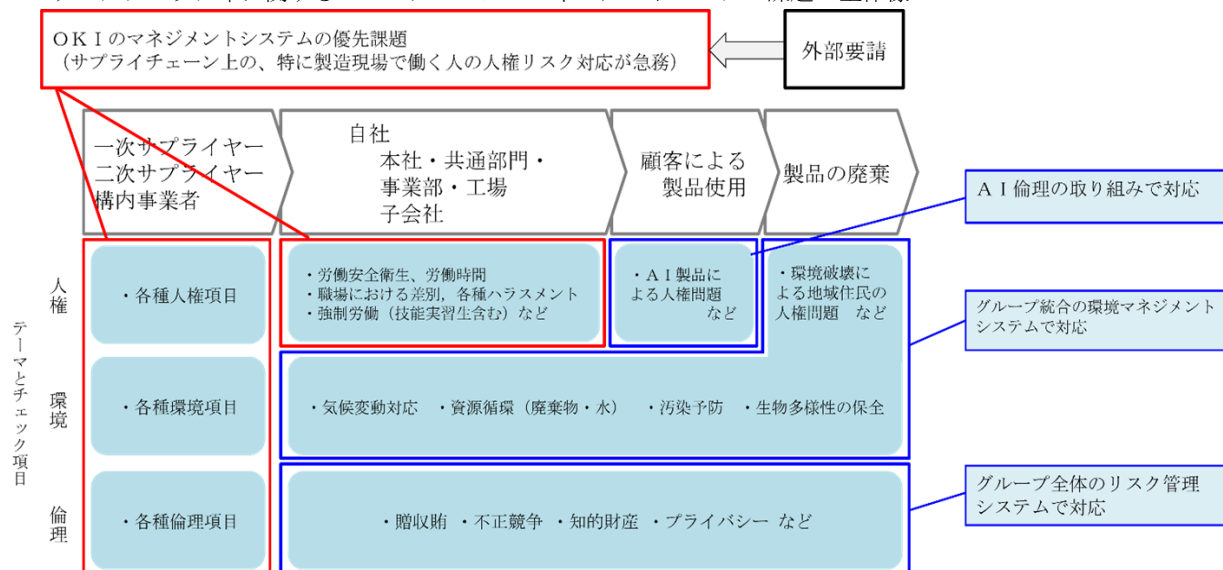 OKIのマネジメントシステムの優先課題
(サプライチェーン上の、特に製造現場で働く人の人権リスク対応が急務)
外部要請
一次サプライヤー
二次サプライヤー
構内事業者
自社
本社・共通部門・
事業部・工場
子会社
顧客による
製品使用
製品の廃棄
AI倫理の取り組みで対応
テーマとチェック項目
人権
・各種人権項目
・労働安全衛生、労働時間
・職場における差別，各種ハラスメント
・強制労働（技能実習生含む）など
・AI製品に
よる人権問題
など
・環境破壊に
よる地域住民の
人権問題 など
グループ統合の環境マネジメント
システムで対応
環境
・各種環境項目
・気候変動対応 ・資源循環（廃棄物・水） ・汚染予防 ・生物多様性の保全
倫理
・各種倫理項目
・贈収賄 ・不正競争 ・知的財産 ・プライバシー など
グループ全体のリスク管理
システムで対応